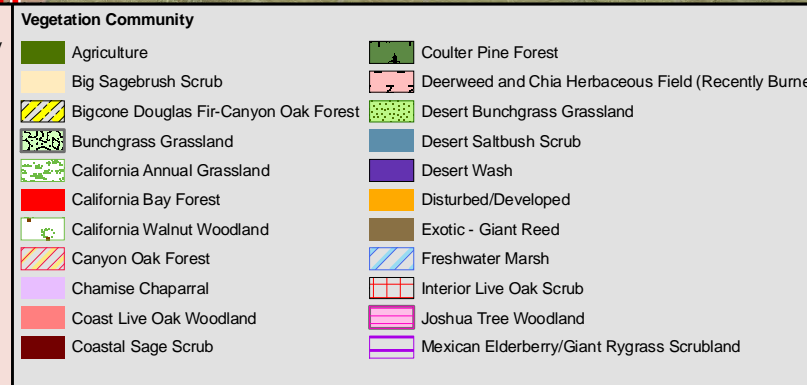 Vegetation Community
Agriculture
Big Sagebrush Scrub
Bigcone Douglas Fir-Canyon Oak Forest
Bunchgrass Grassland
California Annual Grassland
California Bay Forest
California Walnut Woodland
Canyon Oak Forest
Chamise Chaparral
Coast Live Oak Woodland
Coastal Sage Scrub
Coulter Pine Forest
Deerweed and Chia Herbaceous Field (Recently Burne
Desert Bunchgrass Grassland
Desert Saltbush Scrub
Desert Wash
Disturbed/Developed
Exotic - Giant Reed
Freshwater Marsh
Interior Live Oak Scrub
Joshua Tree Woodland
Mexican Elderberry/Giant Rygrass Scrubland